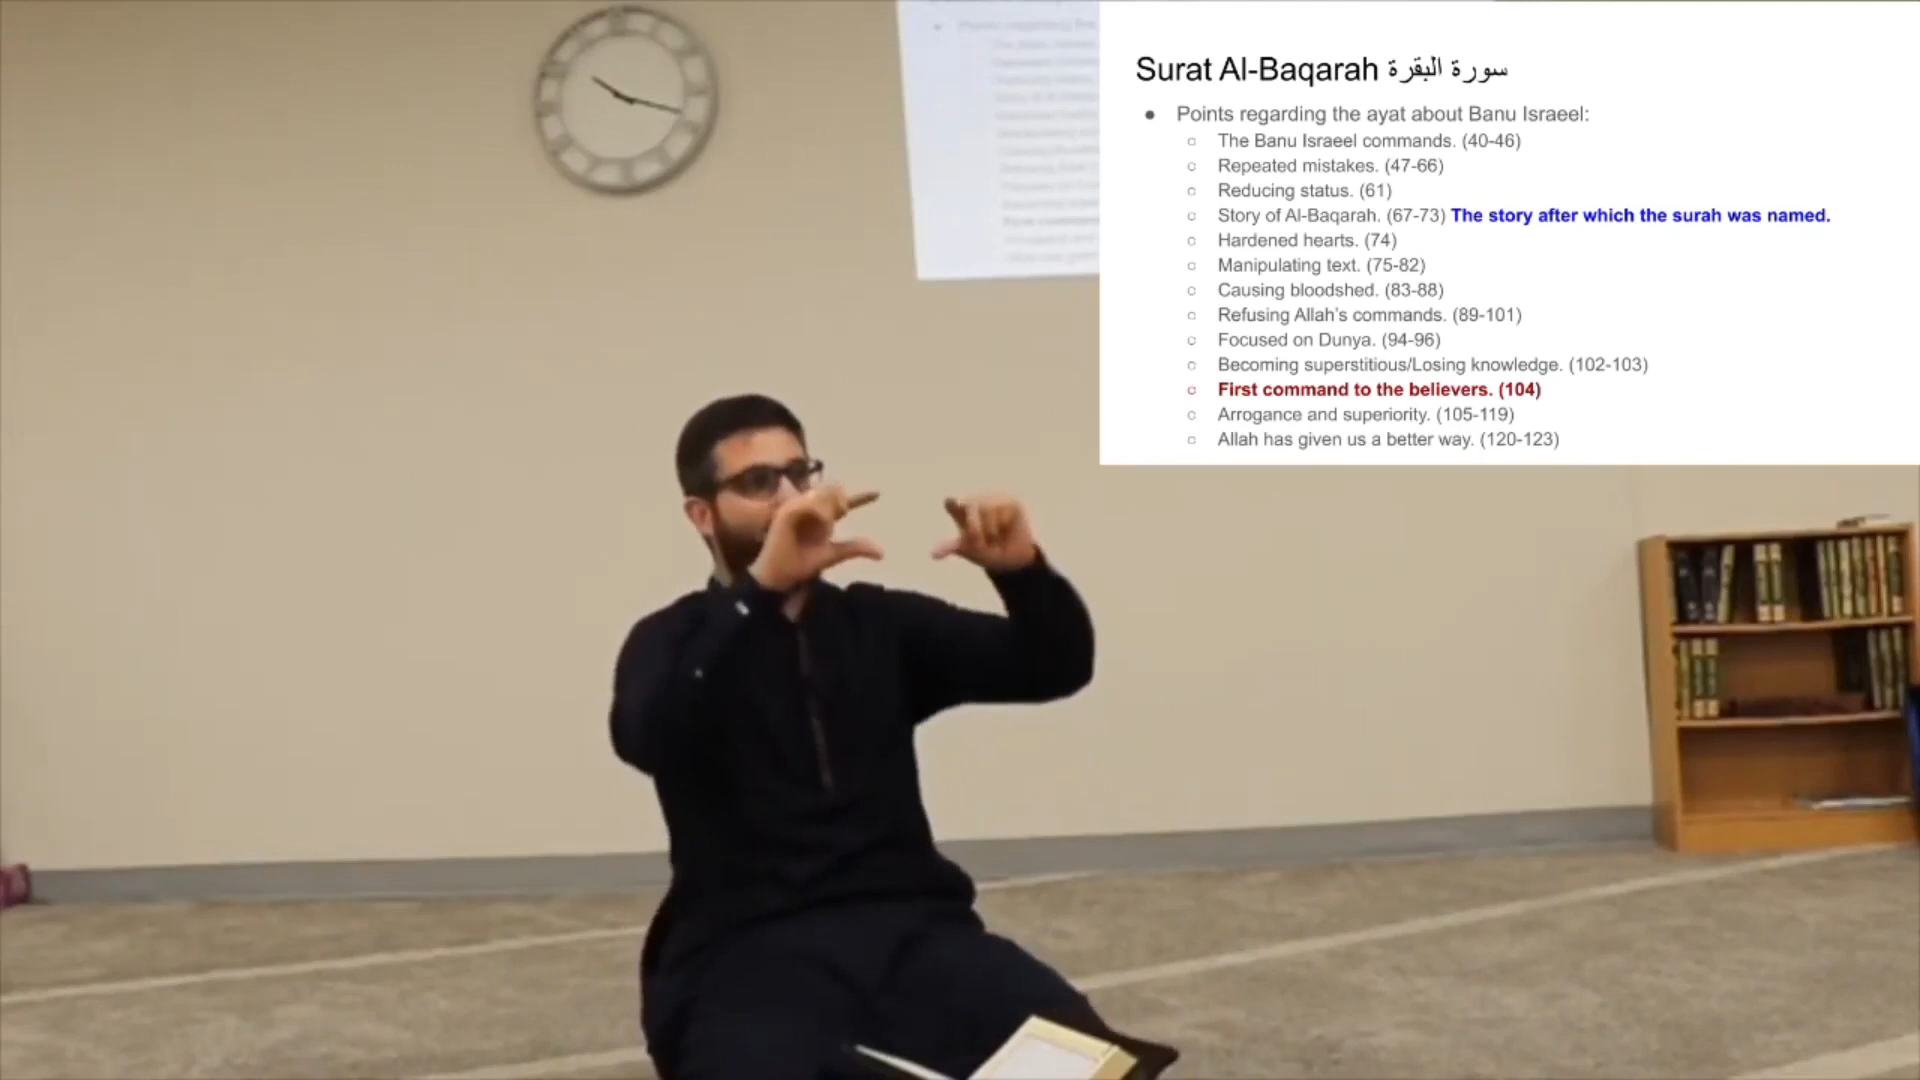 Surat Al-Baqarah سورة البقرة
● Points regarding the ayat about Banu Israeel:
○ The Banu Israeel commands. (40-46)
○ Repeated mistakes. (47-66)
○ Reducing status. (61)
○ Story of Al-Baqarah. (67-73) The story after which the surah was named.
○ Hardened hearts. (74)
○ Manipulating text. (75-82)
○ Causing bloodshed. (83-88)
○ Refusing Allah's commands. (89-101)
○ Focused on Dunya. (94-96)
○ Becoming superstitious/Losing knowledge. (102-103)
○ First command to the believers. (104)
○ Arrogance and superiority. (105-119)
○ Allah has given us a better way. (120-123)